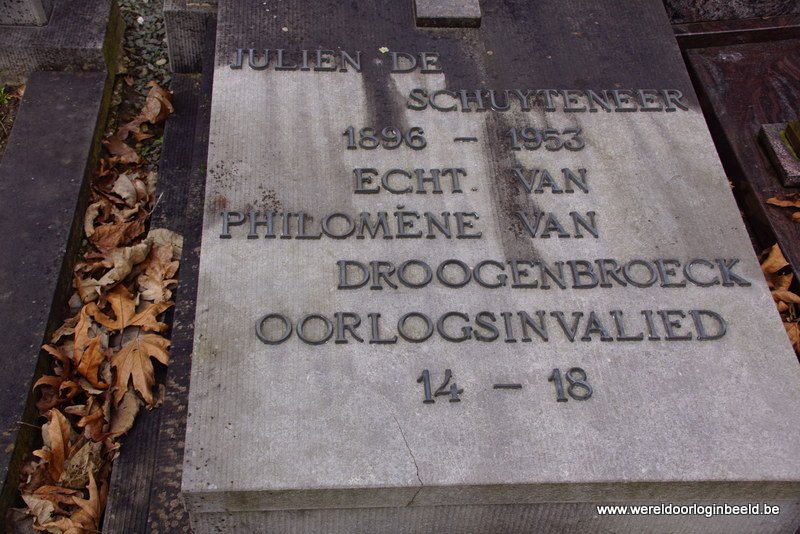 JULIEN DE
SCHUYTENEER
1896 – 1953
ECHT. VAN
PHILOMÈNE VAN
DROOGENBROECK
OORLOGSINVALIED
14 – 18
www.wereldoorloginbeeld.be